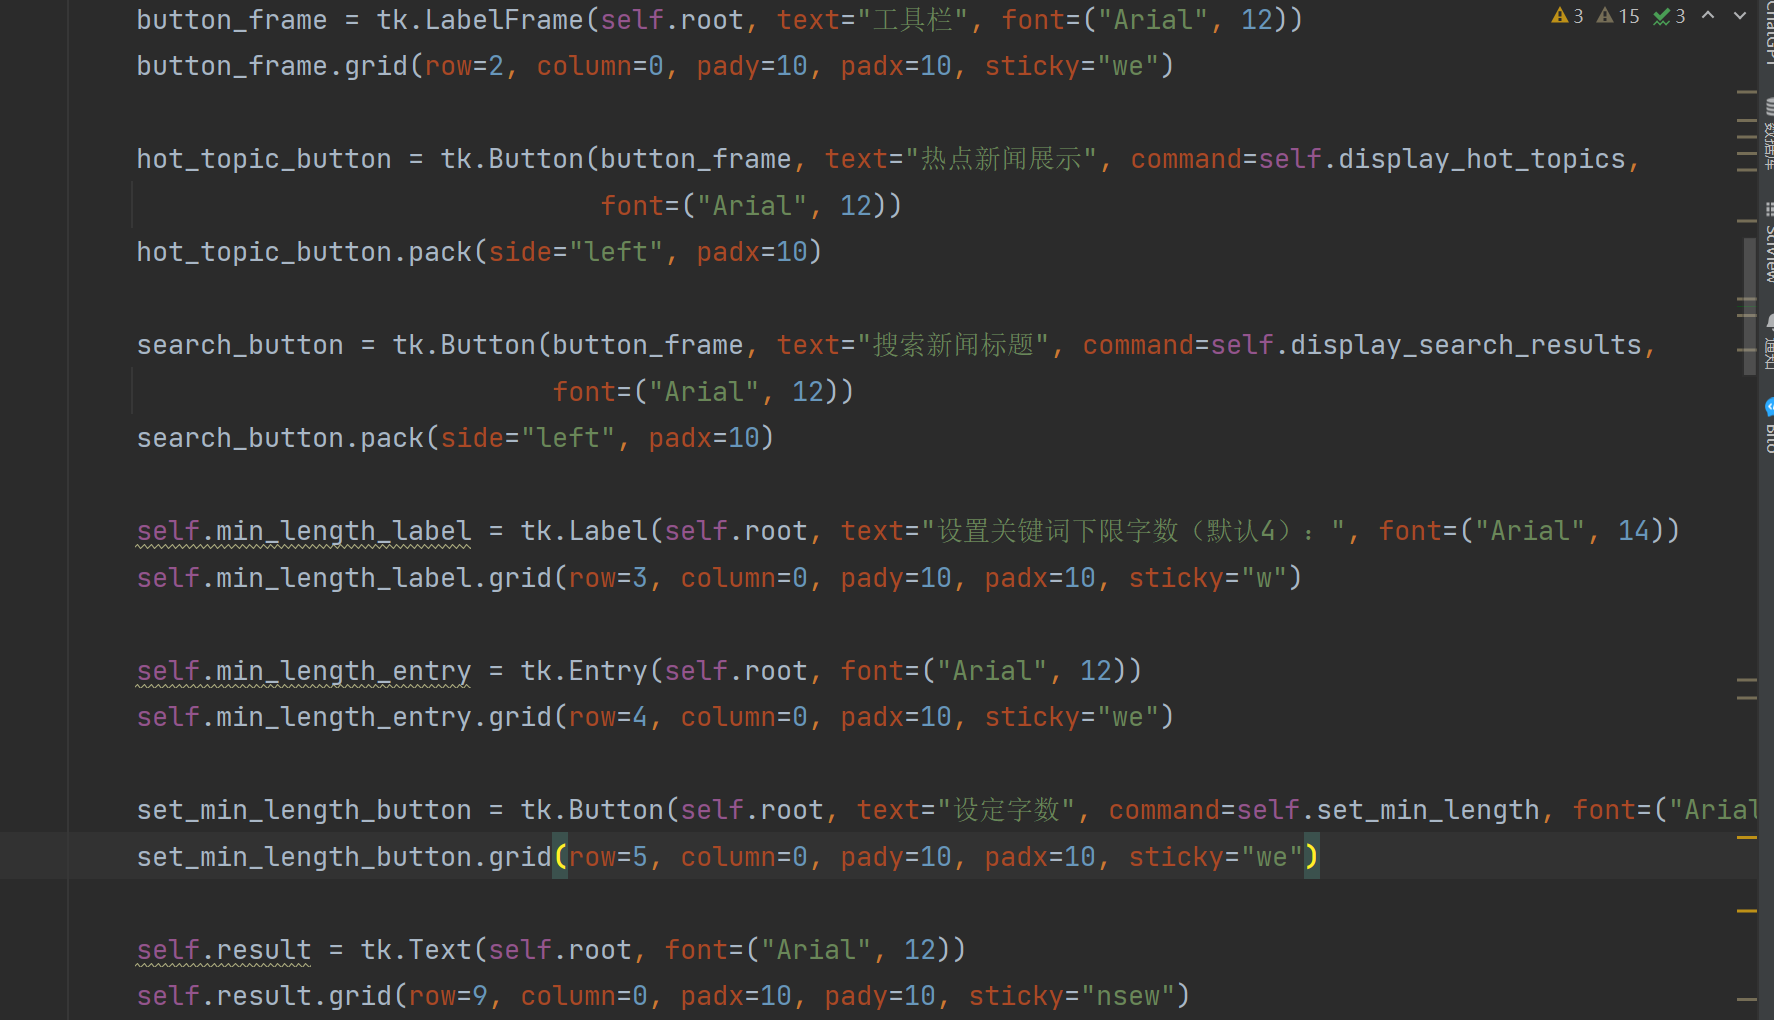 button_frame = tk.LabelFrame(self.root, text="工具栏", font=("Arial", 12))
3 15 3
button_frame.grid(row=2, column=0, pady=10, padx=10, sticky="we")
hot_topic_button = tk.Button(button_frame, text="热点新闻展示", command=self.display_hot_topics,
font=("Arial", 12))
hot_topic_button.pack(side="left", padx=10)
search_button = tk.Button(button_frame, text="搜索新闻标题", command=self.display_search_results,
font=("Arial", 12))
search_button.pack(side="left", padx=10)
self.min_length_label = tk.Label(self.root, text="设置关键词下限字数（默认4）：", font=("Arial", 14))
self.min_length_label.grid(row=3, column=0, pady=10, padx=10, sticky="w")
self.min_length_entry = tk.Entry(self.root, font=("Arial", 12))
self.min_length_entry.grid(row=4, column=0, padx=10, sticky="we")
set_min_length_button = tk.Button(self.root, text="设定字数", command=self.set_min_length, font=("Arial
set_min_length_button.grid(row=5, column=0, pady=10, padx=10, sticky="we")
self.result = tk.Text(self.root, font=("Arial", 12))
self.result.grid(row=9, column=0, padx=10, pady=10, sticky="nsew")
ChatGPT
数据库
SciView
通知
Bito